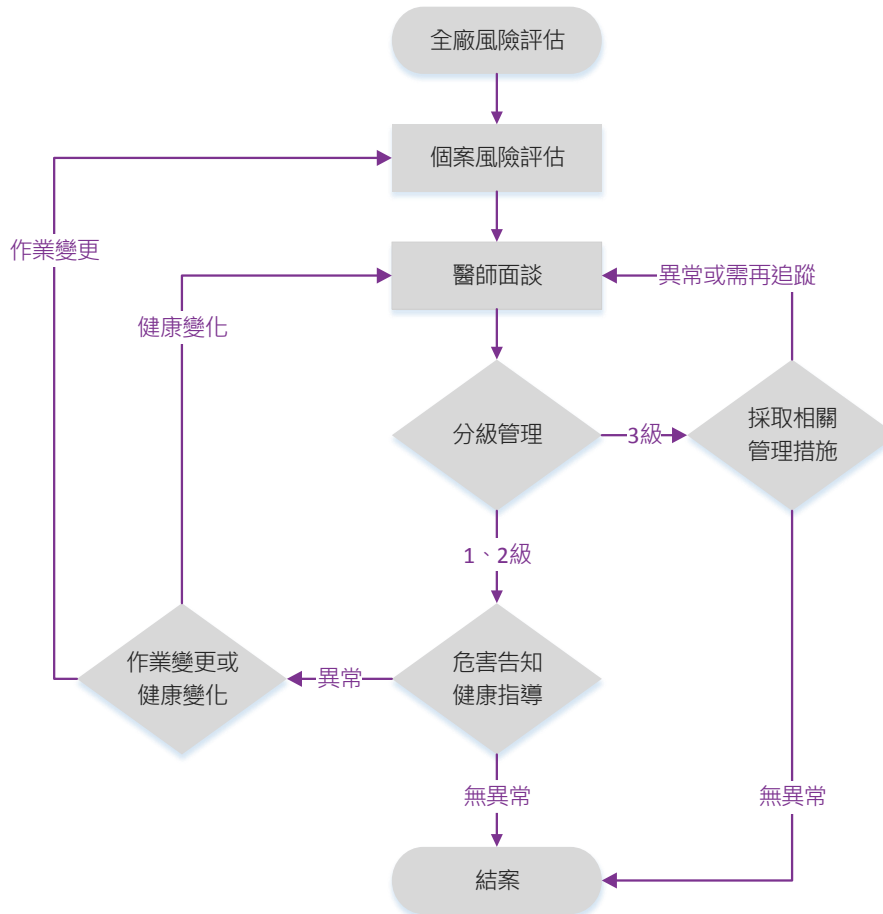 全廠風險評估
個案風險評估
作業變更
醫師面談
異常或需再追蹤
健康變化
分級管理
3級
採取相關
管理措施
1、2級
作業變更或
健康變化
異常
危害告知
健康指導
無異常
無異常
結案